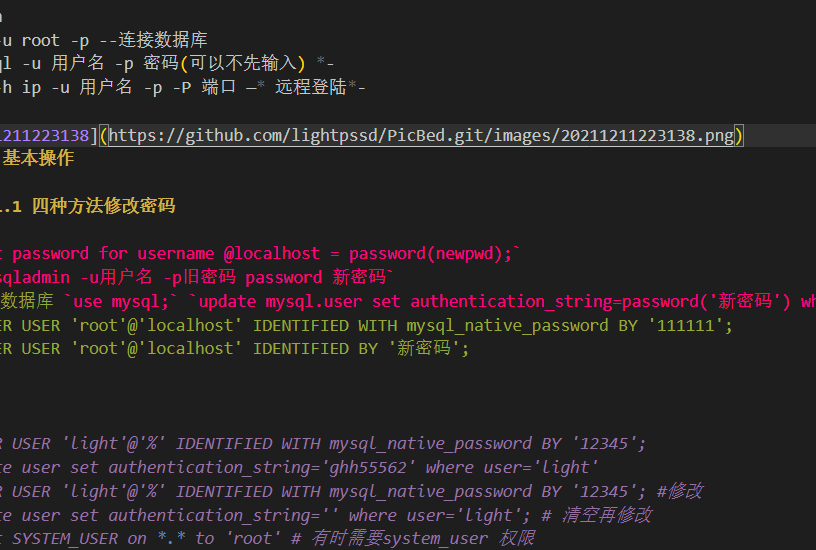 u root -p --连接数据库
ql -u 用户名 -p 密码(可以不先输入) *-
-h ip -u 用户名 -p -P 端口 —* 远程登陆*-
1211223138](https://github.com/lightpssd/PicBed.git/images/20211211223138.png)
基本操作
.1 四种方法修改密码
t password for username @localhost = password(newpwd);`
sqladmin -u用户名 -p旧密码 password 新密码`
数据库 `use mysql;` `update mysql.user set authentication_string=password('新密码') wh
ER USER 'root'@'localhost' IDENTIFIED WITH mysql_native_password BY '111111';
ER USER 'root'@'localhost' IDENTIFIED BY '新密码';
R USER 'light'@'%' IDENTIFIED WITH mysql_native_password BY '12345';
te user set authentication_string='ghh55562' where user='light'
R USER 'light'@'%' IDENTIFIED WITH mysql_native_password BY '12345'; #修改
te user set authentication_string='' where user='light'; # 清空再修改
t SYSTEM_USER on *.* to 'root' # 有时需要system_user 权限